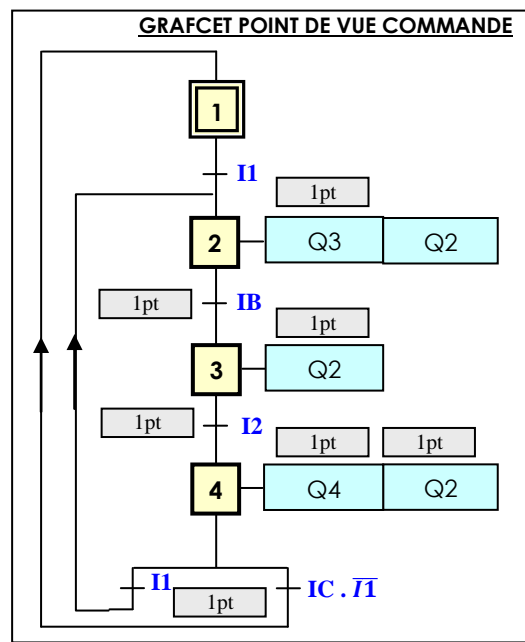 GRAFCET POINT DE VUE COMMANDE
1
I1
1pt
2 Q3 Q2
1pt IB
1pt
3 Q2
1pt I2
1pt 1pt
4 Q4 Q2
I1 IC . I̅1̅
1pt